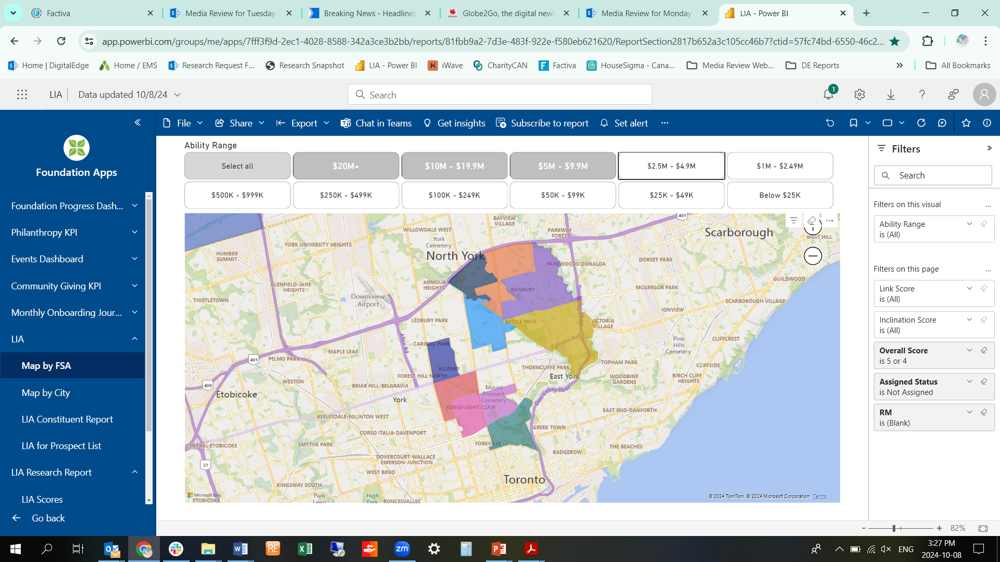 Factiva
Media Review for Tuesday
Breaking News - Headlines
Globe2Go, the digital news
Media Review for Monday
LIA - Power BI
app.powerbi.com/groups/me/apps/7fff3f9d-2ec1-4028-8588-342a3ce3b2bb/reports/81fbb9a2-7d3e-483f-922e-f580eb621620/ReportSection2817b652a3c105cc46b7?ctid=57fc74bd-6550-46c2...
Home | DigitalEdge
Home / EMS
Research Request F...
Research Snapshot
LIA - Power BI
iWave
CharityCAN
Factiva
HouseSigma - Cana...
Media Review Web...
DE Reports
All Bookmarks
LIA
Data updated 10/8/24
Search
1
File
Share
Export
Chat in Teams
Get insights
Subscribe to report
Set alert
Foundation Apps
Foundation Progress Dash...
Philanthropy KPI
Events Dashboard
Community Giving KPI
Monthly Onboarding Jour...
LIA
Map by FSA
Map by City
LIA Constituent Report
LIA for Prospect List
LIA Research Report
LIA Scores
Go back
Ability Range
Select all
$20M+
$10M - $19.9M
$5M - $9.9M
$2.5M - $4.9M
$1M - $2.49M
$500K - $999K
$250K - $499K
$100K - $249K
$50K - $99K
$25K - $49K
Below $25K
401
BAYVIEW
VILLAGE
WILLOWDALE WEST
PARKWAY
FOREST
Scarborough
WEST HILL
York
Cemetery
YORK UNIVERSITY HEIGHTS
HUMBER
SUMMIT
North York
DORSET PARK
PARKWOODS-DONALDA
GUILDWOOD
GLENFIELD-JANE
HEIGHTS
ARMOUR
HEIGHTS
BANBURY
MCGREGOR PARK
THISTLETOWN
Downsview
Airport
SCARBOROUGH VILLAGE
Don Valley Pkwy
IONVIEW
LEDBURY PARK
BRIDLE PATH
VICTORIA
VILLAGE
Allen Rd
CARIBOU PARK
Eglinton Ave
Pine
Hills
Cemetery
CLIFFCREST
MAPLE LEAF
401
PELMO PARK
TOPHAM PARK
CLIFFSIDE
ALLENBY
THORNCLIFFE PARK
FOREST HILL NORTH
East York
WOODBINE
GARDENS
BIRCH CLIFF
HEIGHTS
WESTON
409
BRIAR HILL-BELGRAVIA
Mount
Pleasant
Cemetery
Don Valley Pkwy
Etobicoke
York
YONGE-SAINT CLAIR
EAST END-DANFORTH
KEELESDALE-EGLINTON WEST
GREEK TOWN
CORSO ITALIA-DAVENPORT
CENTRAL ETOBICOKE
SMYTHE PARK
YORKVILLE
THE BEACHES
BADGEROW
DOVERCOURT-WALLACE
EMERSON-JUNCTION
27
WEST BEND
Toronto
KINGSWAY SOUTH
Microsoft Bing
ETOBICOKE
Park
Lawn
High
Park
RONCESVALLES
© 2024 TomTom, © 2024 Microsoft Corporation Terms
Filters
Search
Filters on this visual
Ability Range
is (All)
Filters on this page
Link Score
is (All)
Inclination Score
is (All)
Overall Score
is 5 or 4
Assigned Status
is Not Assigned
RM
is (Blank)
- + 82%
RE
zm
ENG
3:27 PM
2024-10-08